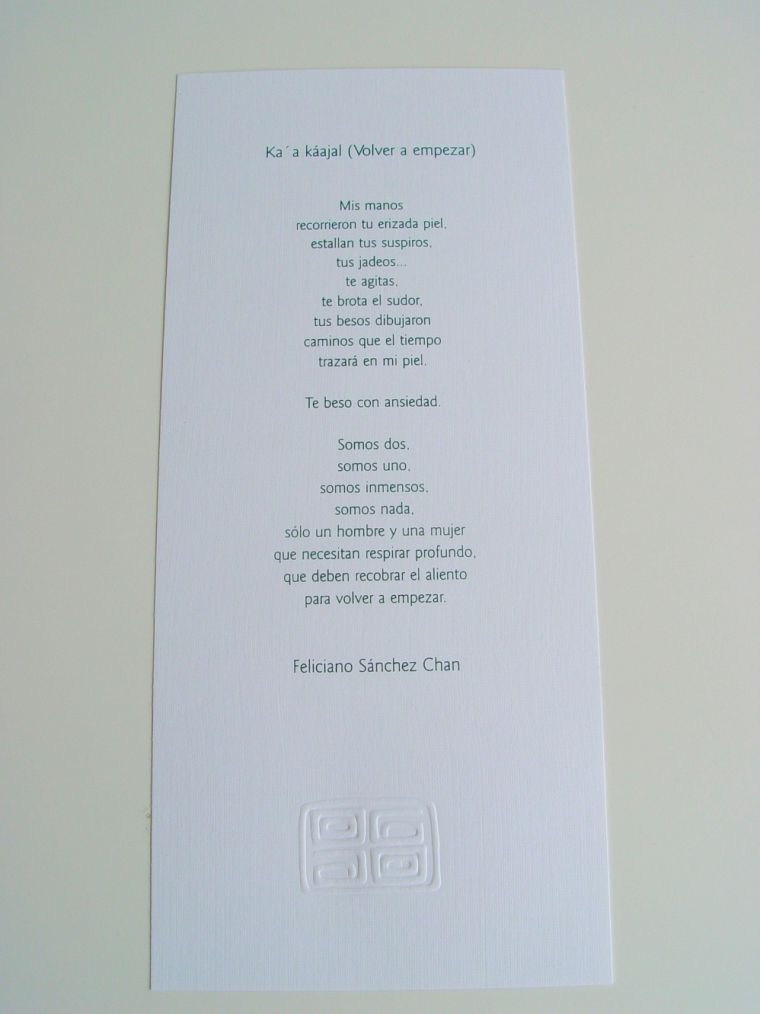 Ka´a káajal (Volver a empezar)
Mis manos
recorrieron tu erizada piel,
estallan tus suspiros,
tus jadeos...
te agitas,
te brota el sudor,
tus besos dibujaron
caminos que el tiempo
trazará en mi piel.
Te beso con ansiedad.
Somos dos,
somos uno,
somos inmensos,
somos nada,
sólo un hombre y una mujer
que necesitan respirar profundo,
que deben recobrar el aliento
para volver a empezar.
Feliciano Sánchez Chan